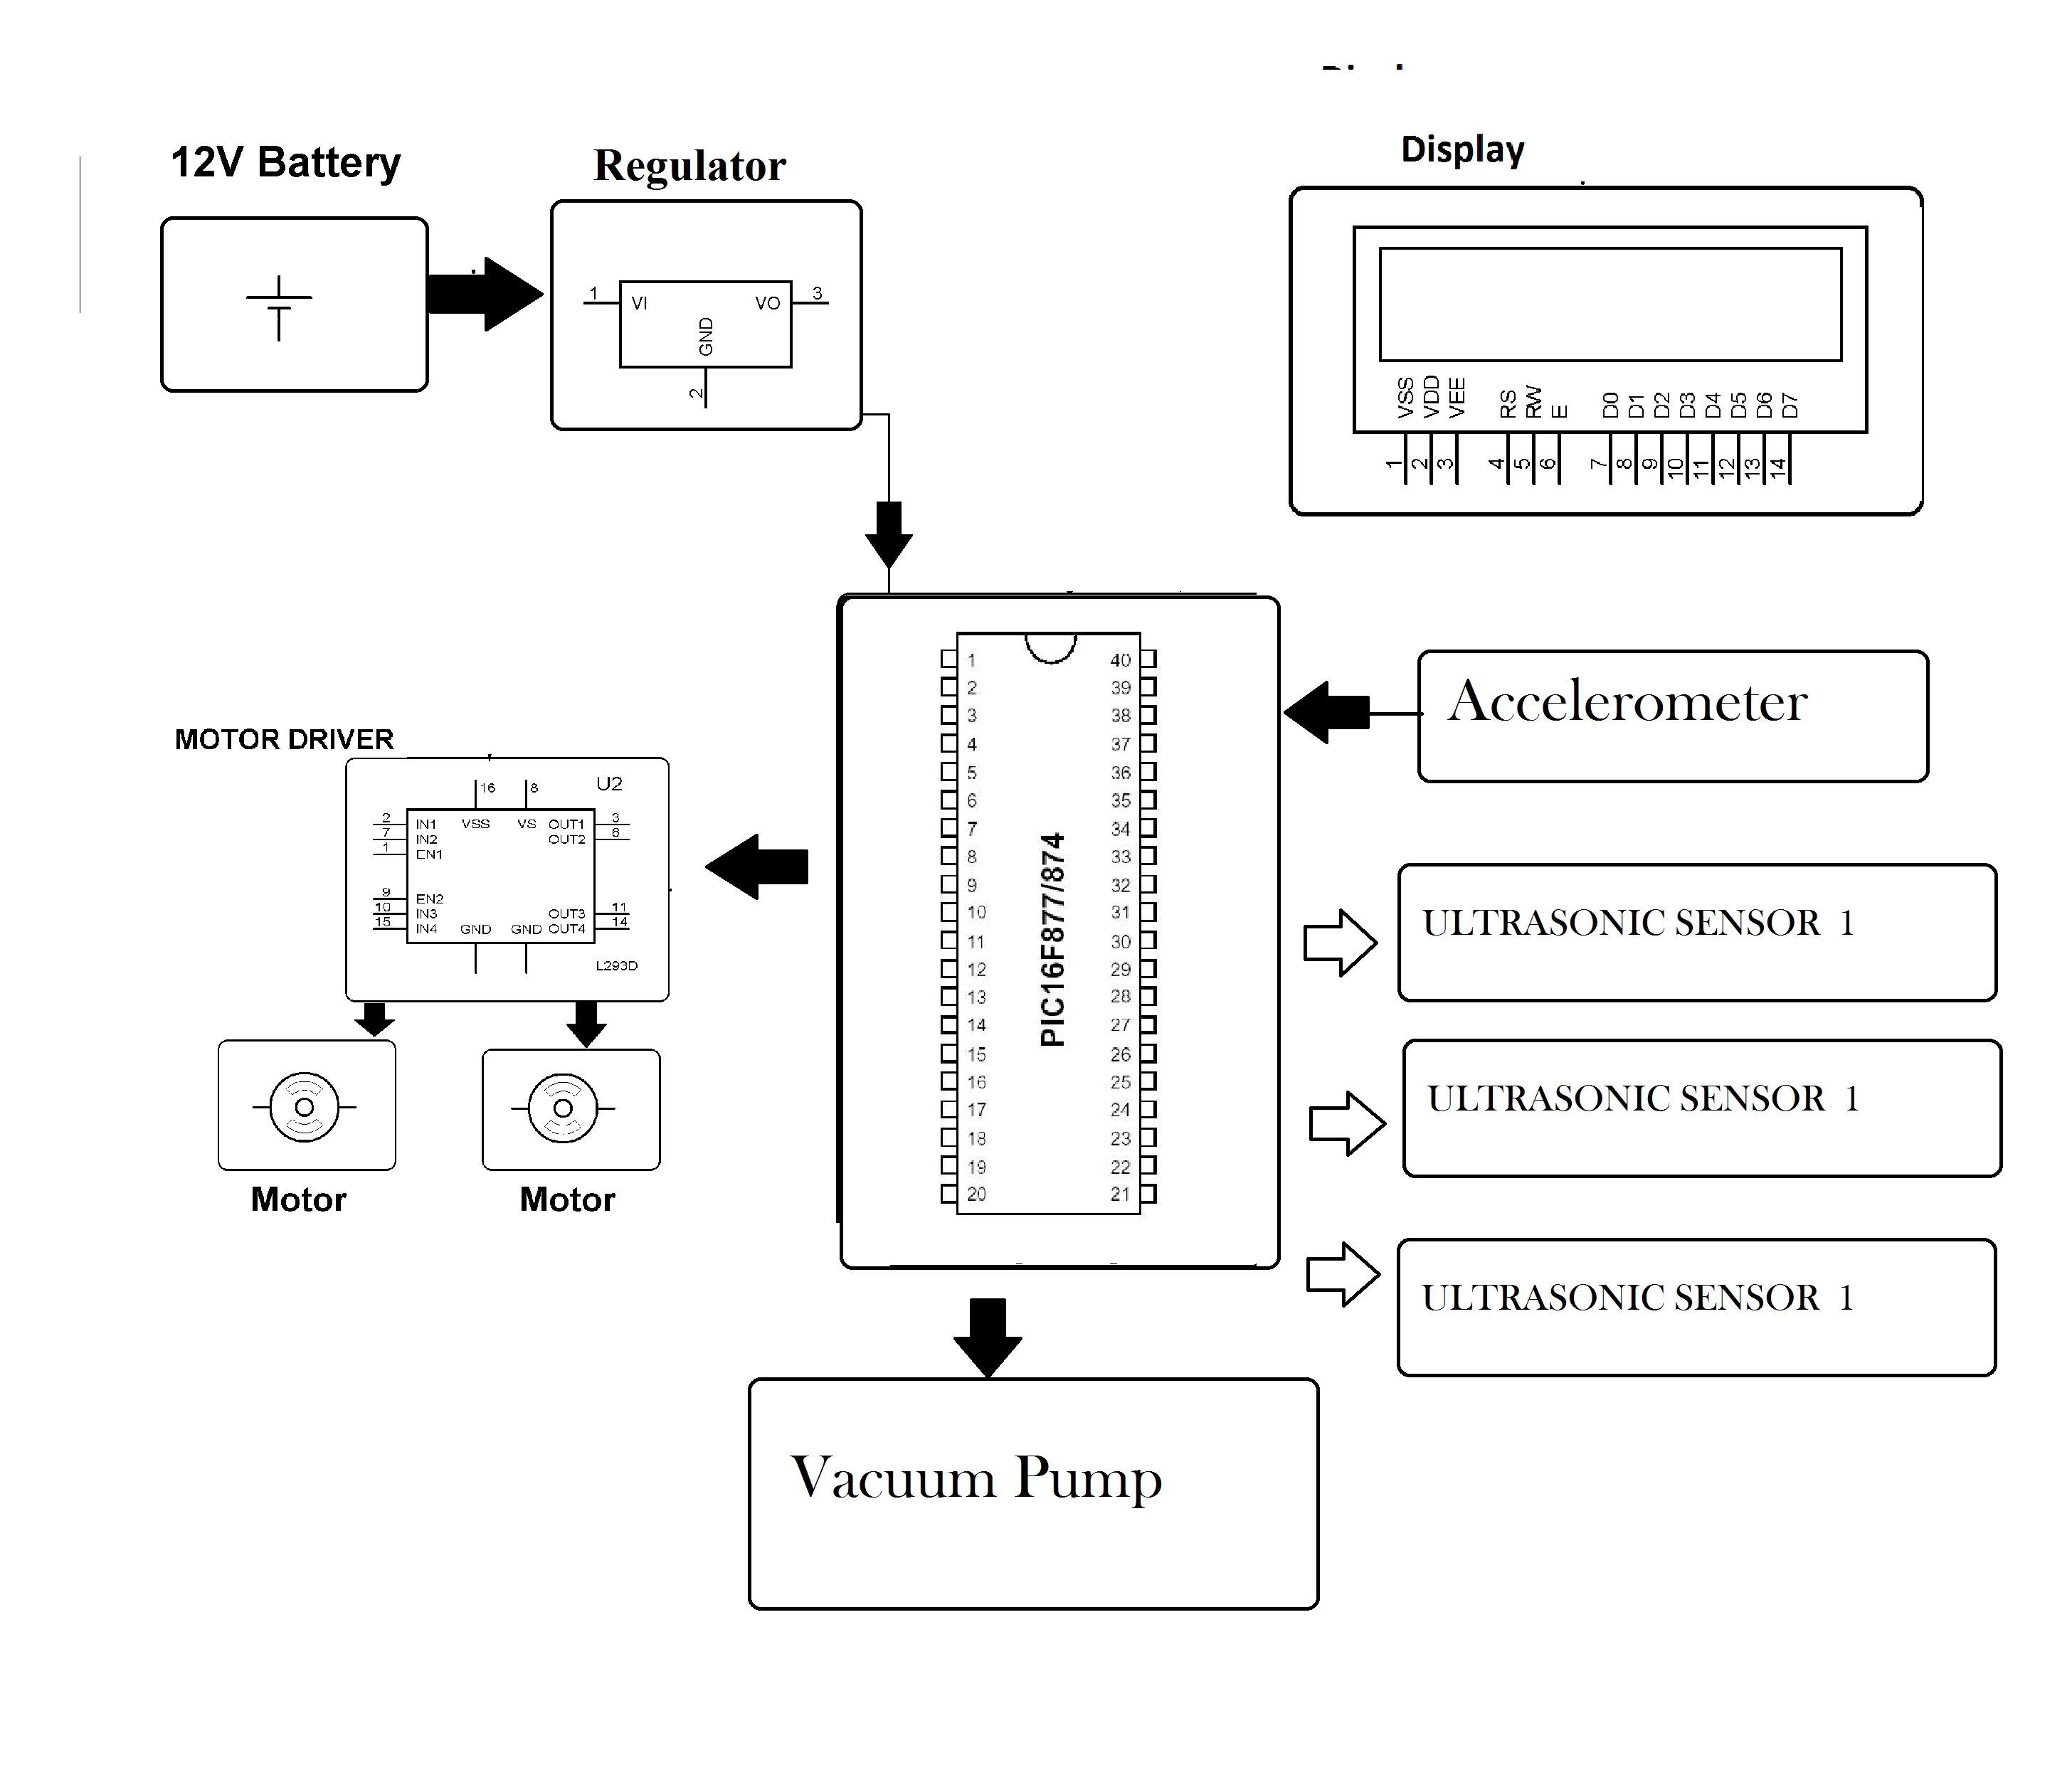 12V Battery
Regulator
Display
1
VI
VO
3
GND
2
VSS
VDD
VEE
RS
RW
E
D0
D1
D2
D3
D4
D5
D6
D7
1
2
3
4
5
6
7
8
9
10
11
12
13
14
PIC16F877/874
1 40
2 39
3 38
4 37
5 36
6 35
7 34
8 33
9 32
10 31
11 30
12 29
13 28
14 27
15 26
16 25
17 24
18 23
19 22
20 21
Accelerometer
MOTOR DRIVER
16
8
U2
2 IN1 VSS VS OUT1 3
7 IN2 OUT2 6
1 EN1
9 EN2
10 IN3 OUT3 11
15 IN4 GND GND OUT4 14
L293D
Motor
Motor
ULTRASONIC SENSOR 1
ULTRASONIC SENSOR 1
ULTRASONIC SENSOR 1
Vacuum Pump